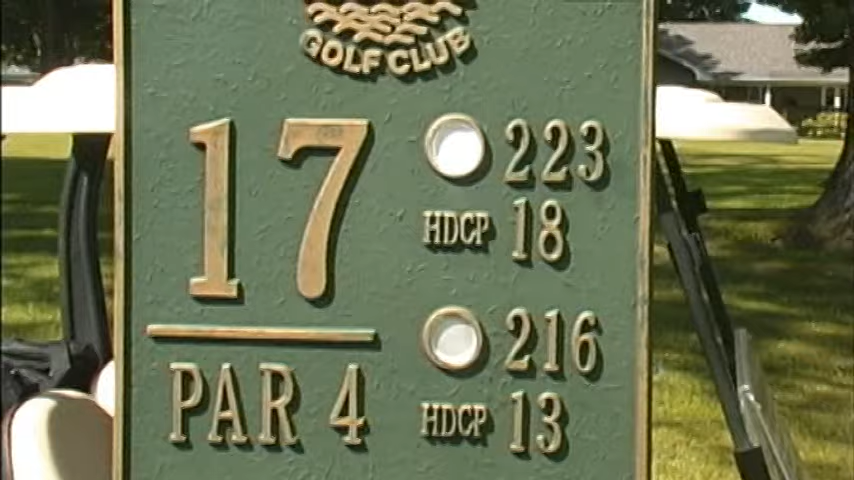 GOLF CLUB
17
PAR 4
223
HDCP 18
216
HDCP 13